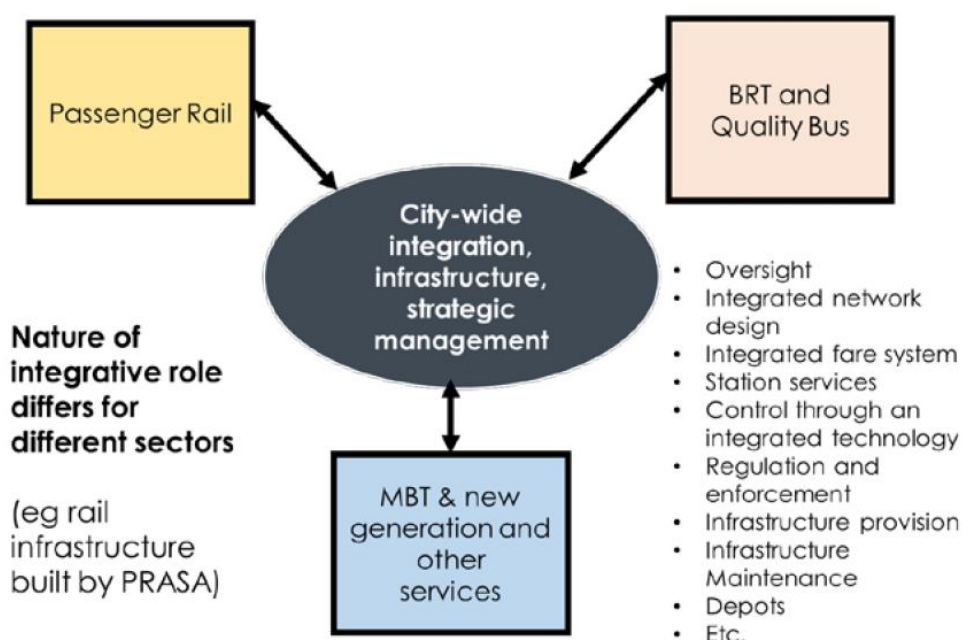 Passenger Rail
BRT and
Quality Bus
City-wide
integration,
infrastructure,
strategic
management
Nature of
integrative role
differs for
different sectors
(eg rail
infrastructure
built by PRASA)
MBT & new
generation and
other
services
• Oversight
• Integrated network
design
• Integrated fare system
• Station services
• Control through an
integrated technology
• Regulation and
enforcement
• Infrastructure provision
• Infrastructure
Maintenance
• Depots
• Etc.